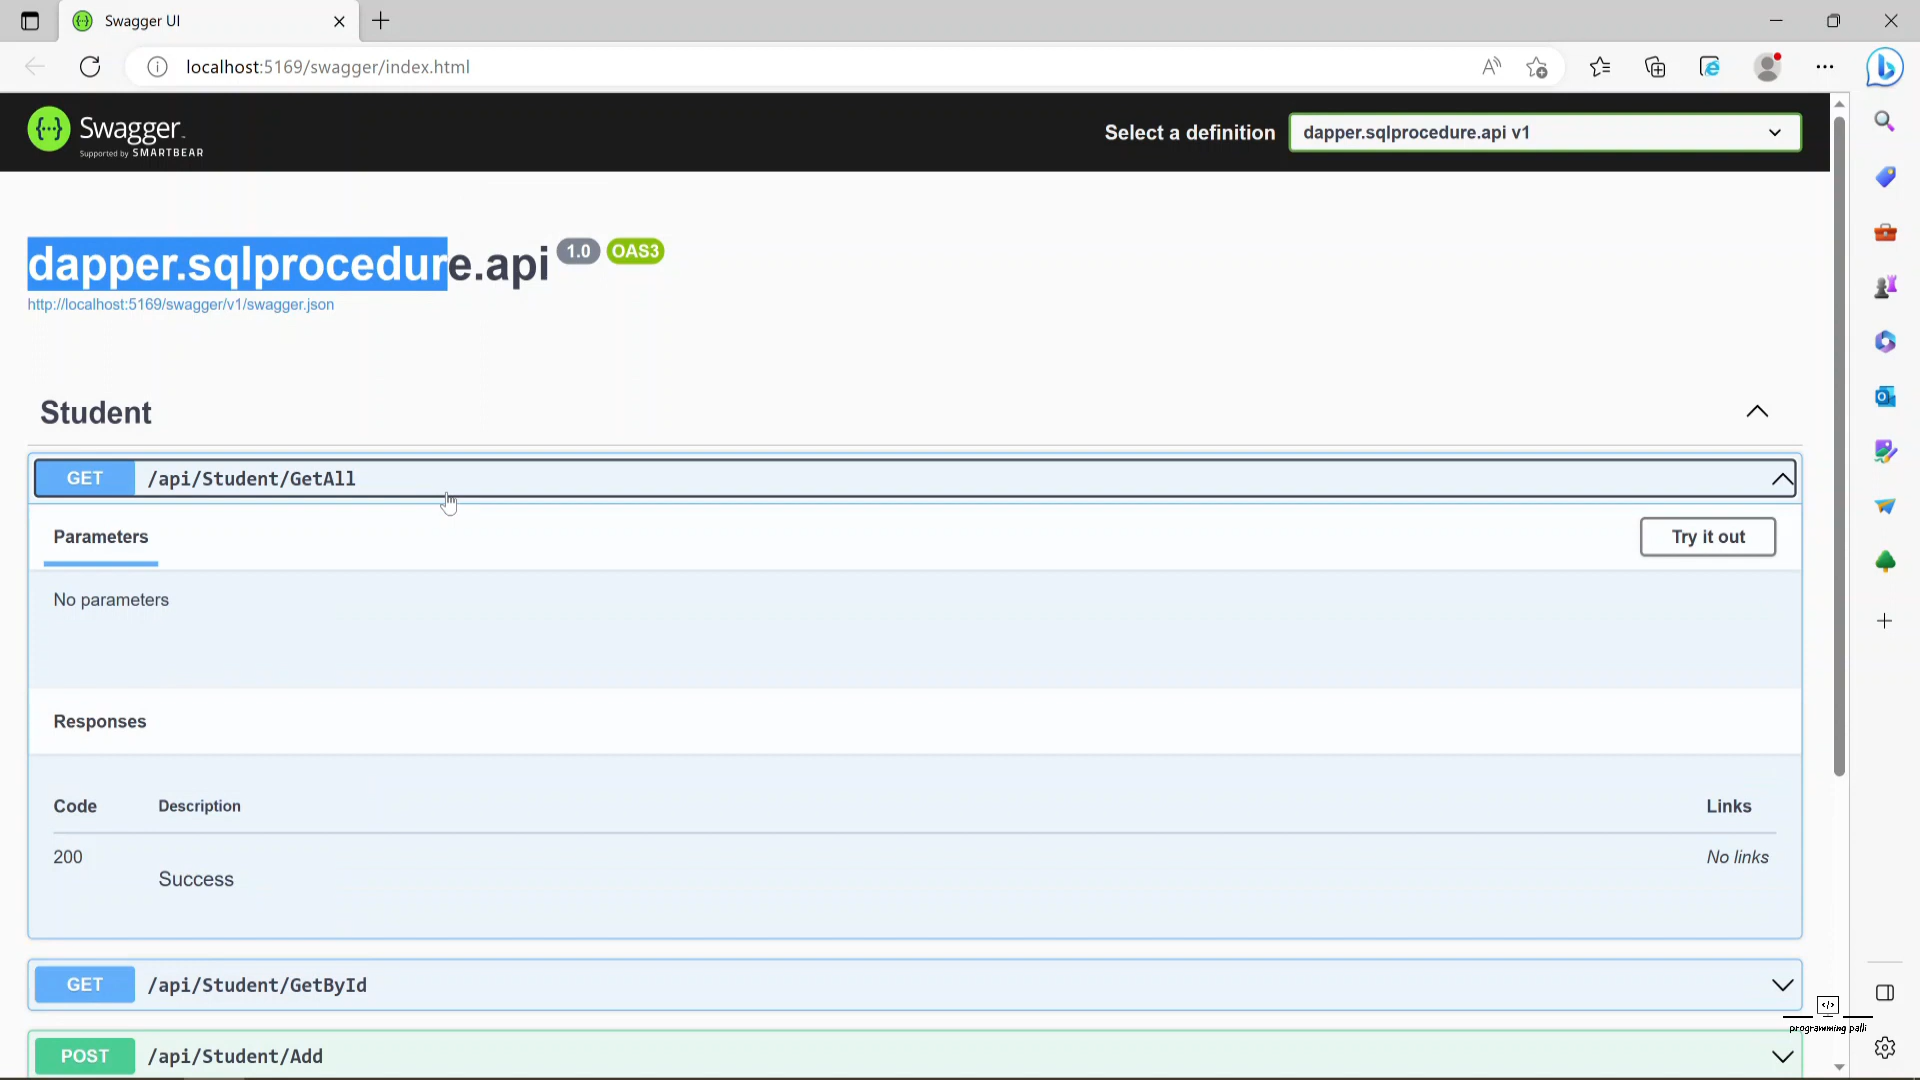 Swagger UI
localhost:5169/swagger/index.html
Swagger
Supported by SMARTBEAR
Select a definition
dapper.sqlprocedure.api v1
dapper.sqlprocedure.api 1.0 OAS3
http://localhost:5169/swagger/v1/swagger.json
Student
GET /api/Student/GetAll
Parameters
Try it out
No parameters
Responses
Code Description Links
200 No links
Success
GET /api/Student/GetById
programming palli
POST /api/Student/Add